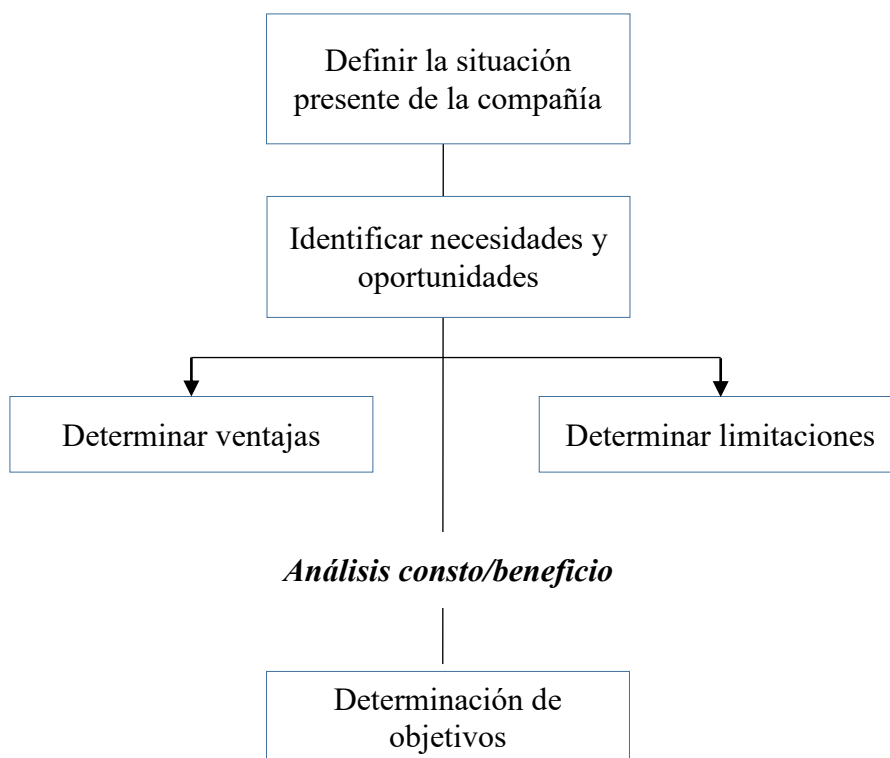 Definir la situación
presente de la compañía
Identificar necesidades y
oportunidades
Determinar ventajas
Determinar limitaciones
Análisis consto/beneficio
Determinación de
objetivos